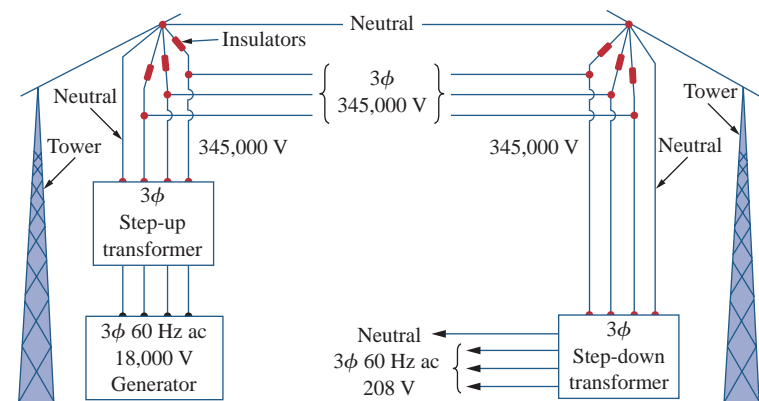 Neutral
Insulators
3ϕ
345,000 V
Neutral
Tower
345,000 V
345,000 V
Tower
Neutral
3ϕ
Step-up
transformer
3ϕ 60 Hz ac
18,000 V
Generator
Neutral
3ϕ 60 Hz ac
208 V
3ϕ
Step-down
transformer